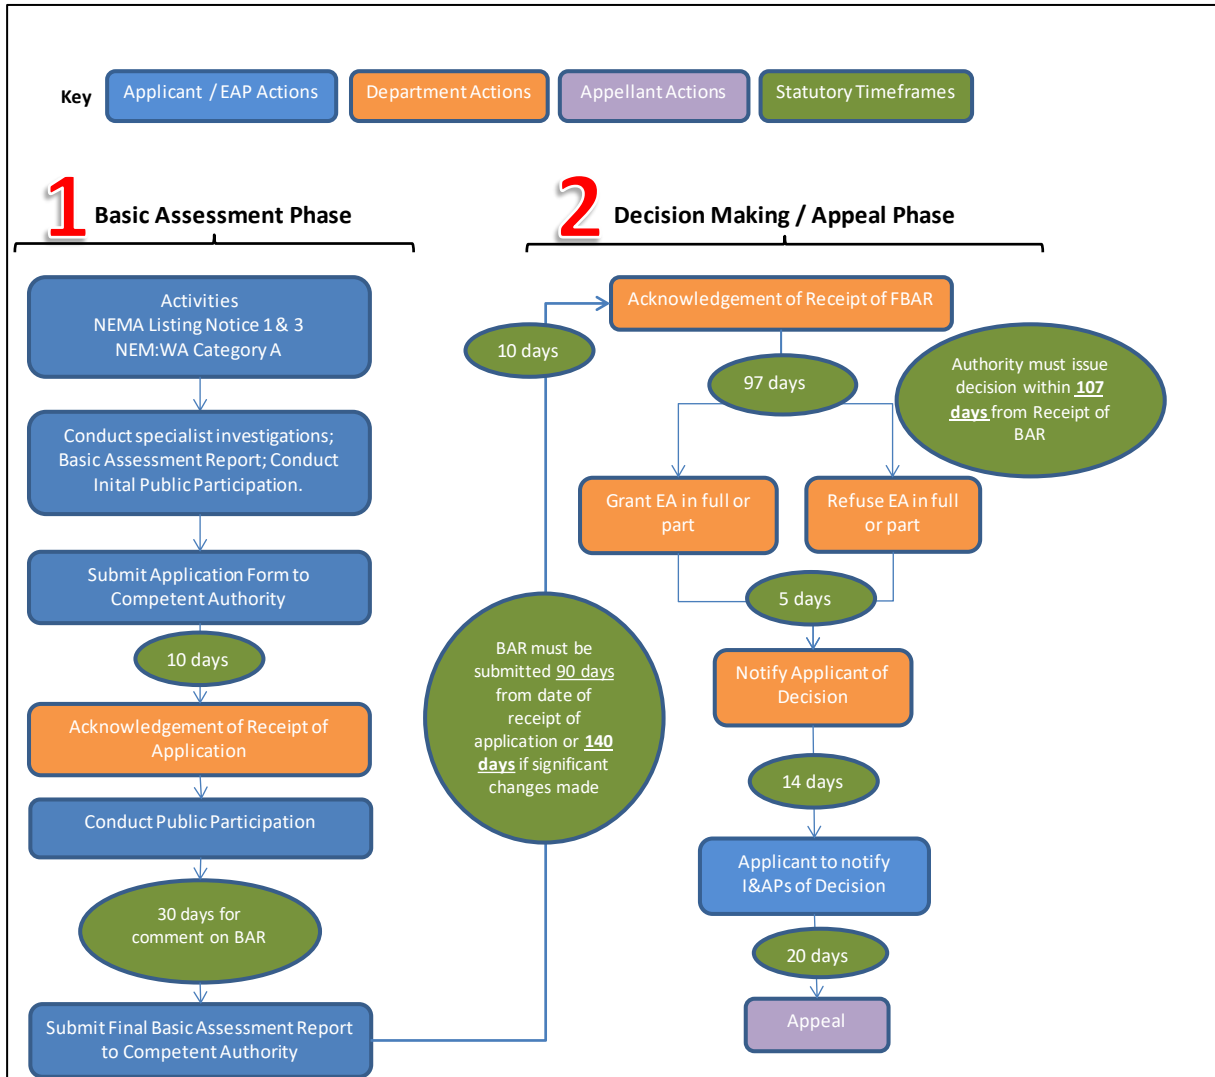 Key
Applicant / EAP Actions
Department Actions
Appellant Actions
Statutory Timeframes
1
Basic Assessment Phase
Activities
NEMA Listing Notice 1 & 3
NEM:WA Category A
Conduct specialist investigations;
Basic Assessment Report; Conduct
Inital Public Participation.
Submit Application Form to
Competent Authority
10 days
Acknowledgement of Receipt of
Application
Conduct Public Participation
30 days for
comment on BAR
Submit Final Basic Assessment Report
to Competent Authority
BAR must be
submitted 90 days
from date of
receipt of
application or 140
days if significant
changes made
10 days
2
Decision Making / Appeal Phase
Acknowledgement of Receipt of FBAR
97 days
Authority must issue
decision within 107
days from Receipt of
BAR
Grant EA in full or
part
Refuse EA in full
or part
5 days
Notify Applicant of
Decision
14 days
Applicant to notify
I&APs of Decision
20 days
Appeal